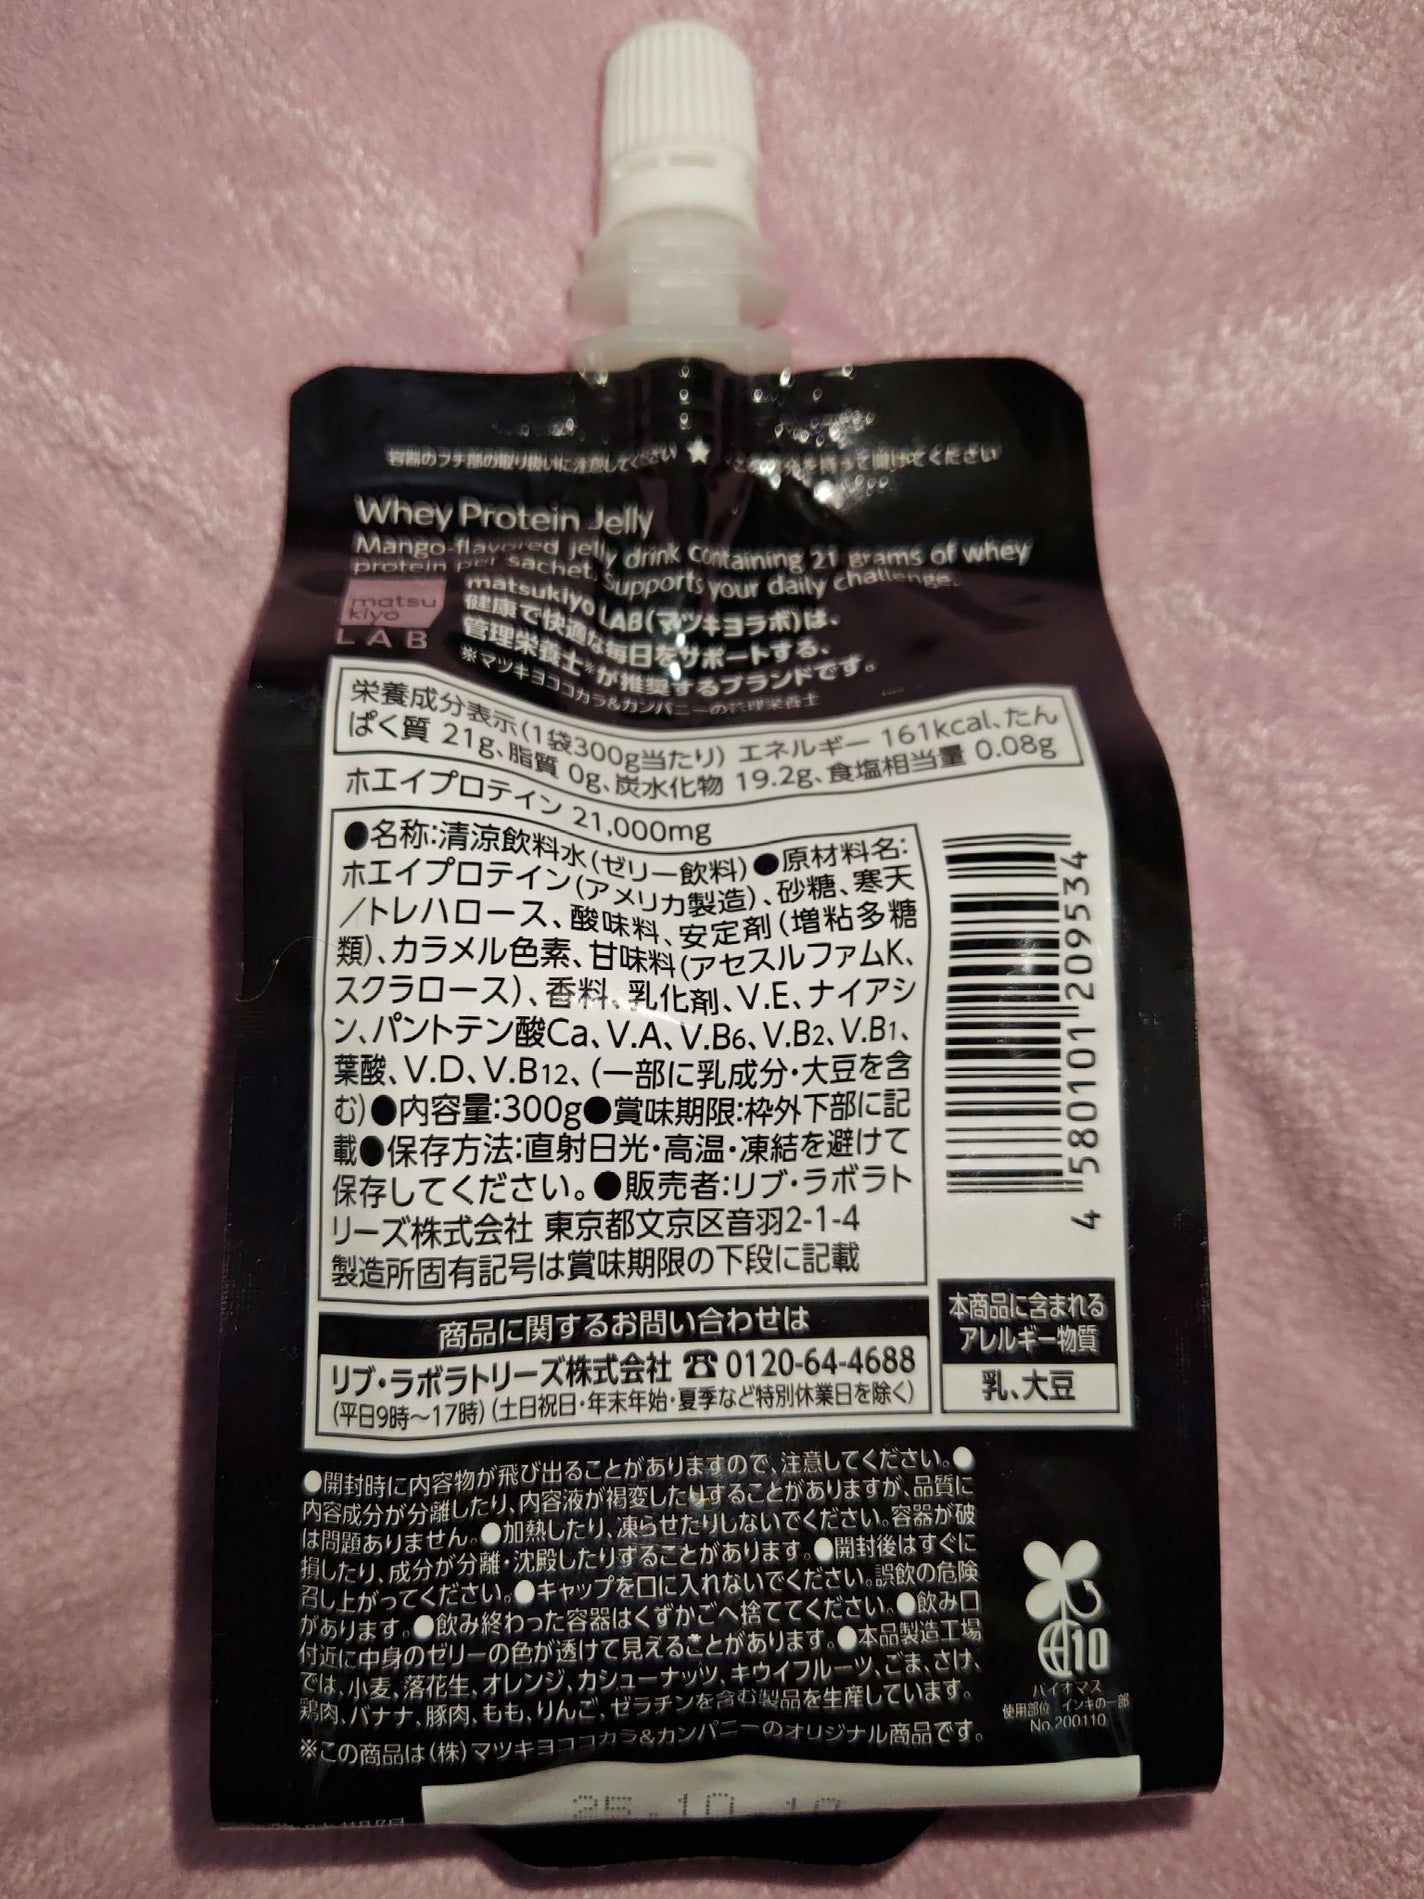 容器のフチ部の取り扱いに注意してください ★ この部分を持って開けてください
Whey Protein Jelly
Mango-flavored jelly drink containing 21 grams of whey
protein per sachet. Supports your daily challenge.
matsu
kiyo
LAB
matsukiyo LAB(マツキヨラボ)は、
健康で快適な毎日をサポートする、
管理栄養士※が推奨するブランドです。
※マツキヨココカラ&カンパニーの管理栄養士
栄養成分表示(1袋300g当たり) エネルギー 161kcal、たん
ぱく質 21g、脂質 0g、炭水化物 19.2g、食塩相当量 0.08g
ホエイプロテイン 21,000mg
●名称:清涼飲料水(ゼリー飲料)●原材料名:
ホエイプロテイン(アメリカ製造)、砂糖、寒天
/トレハロース、酸味料、安定剤(増粘多糖
類)、カラメル色素、甘味料(アセスルファムK、
スクラロース)、香料、乳化剤、V.E、ナイアシ
ン、パントテン酸Ca、V.A、V.B6、V.B2、V.B1、
葉酸、V.D、V.B12、(一部に乳成分・大豆を含
む)●内容量:300g●賞味期限:枠外下部に記
載●保存方法:直射日光・高温・凍結を避けて
保存してください。●販売者:リブ・ラボラト
リーズ株式会社 東京都文京区音羽2-1-4
製造所固有記号は賞味期限の下段に記載
4 580101 209534
商品に関するお問い合わせは
リブ・ラボラトリーズ株式会社 ☎ 0120-64-4688
(平日9時〜17時)(土日祝日・年末年始・夏季など特別休業日を除く)
本商品に含まれる
アレルギー物質
乳、大豆
●開封時に内容物が飛び出ることがありますので、注意してください。●
内容成分が分離したり、内容液が褐変したりすることがありますが、品質に
は問題ありません。●加熱したり、凍らせたりしないでください。容器が破
損したり、成分が分離・沈殿したりすることがあります。●開封後はすぐに
召し上がってください。●キャップを口に入れないでください。誤飲の危険
があります。●飲み終わった容器はくずかごへ捨ててください。●飲み口
付近に中身のゼリーの色が透けて見えることがあります。●本品製造工場
では、小麦、落花生、オレンジ、カシューナッツ、キウイフルーツ、ごま、さけ、
鶏肉、バナナ、豚肉、もも、りんご、ゼラチンを含む製品を生産しています。
※この商品は(株)マツキヨココカラ&カンパニーのオリジナル商品です。
10
バイオマス
使用部位 インキの一部
No.200110